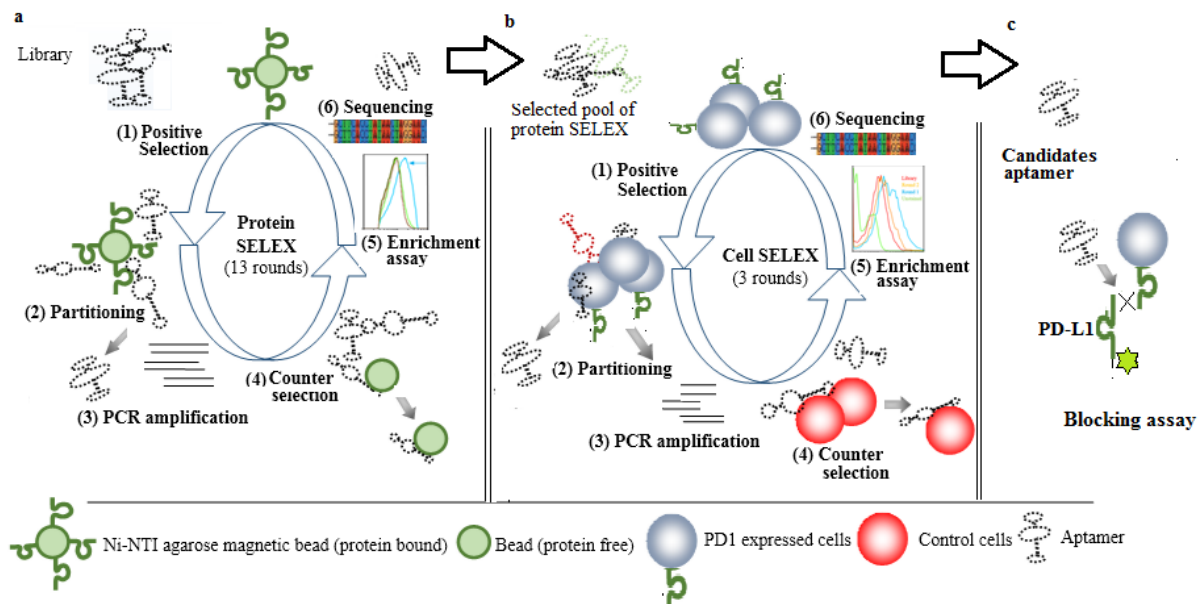 a
Library
(1) Positive
Selection
(6) Sequencing
Protein
SELEX
(13 rounds)
(5) Enrichment
assay
(2) Partitioning
(3) PCR amplification
(4) Counter
selection
b
Selected pool of
protein SELEX
(1) Positive
Selection
(6) Sequencing
Cell SELEX
(3 rounds)
(5) Enrichment
assay
(2) Partitioning
(3) PCR amplification
(4) Counter
selection
c
Candidates
aptamer
PD-L1
Blocking assay
Ni-NTI agarose magnetic bead (protein bound)
Bead (protein free)
PD1 expressed cells
Control cells
Aptamer